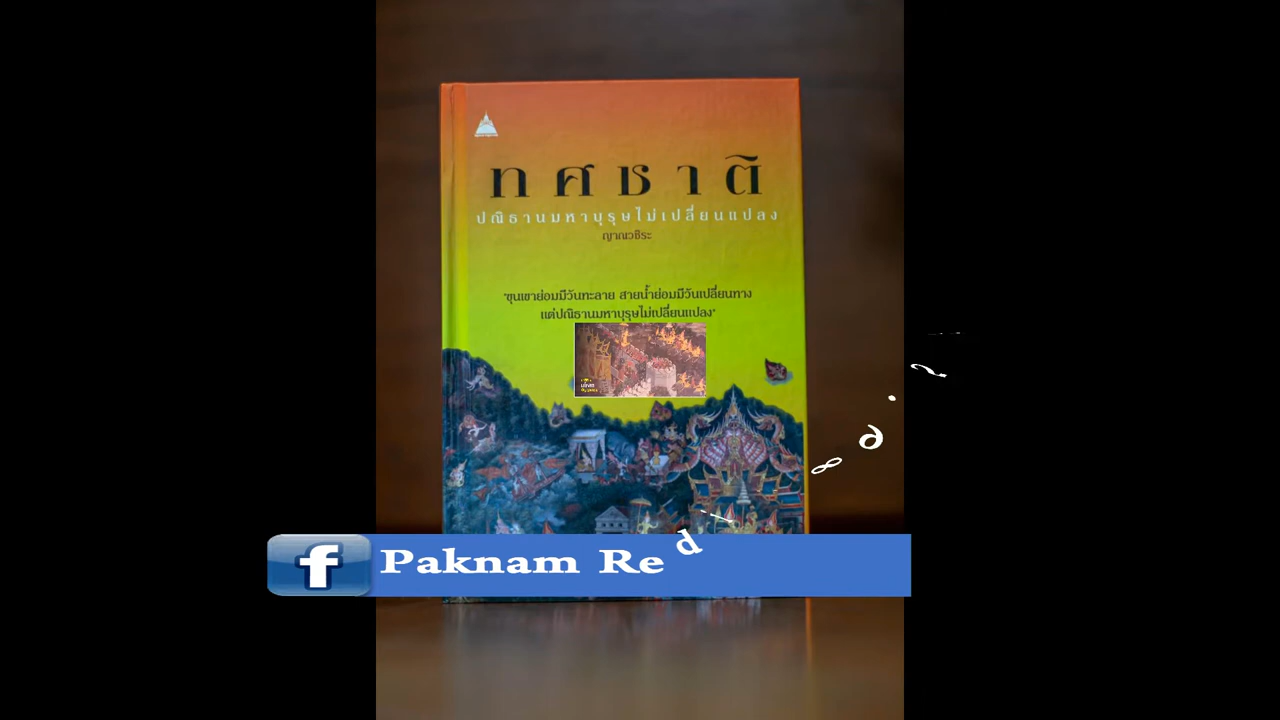 ทศชาติ
ปณิธานมหาบุรุษไม่เปลี่ยนแปลง
ญาณวชิระ
"ขุนเขาย่อมมีวันทะลาย สายน้ำย่อมมีวันเปลี่ยนทาง
แต่ปณิธานมหาบุรุษไม่เปลี่ยนแปลง"
f Paknam Red